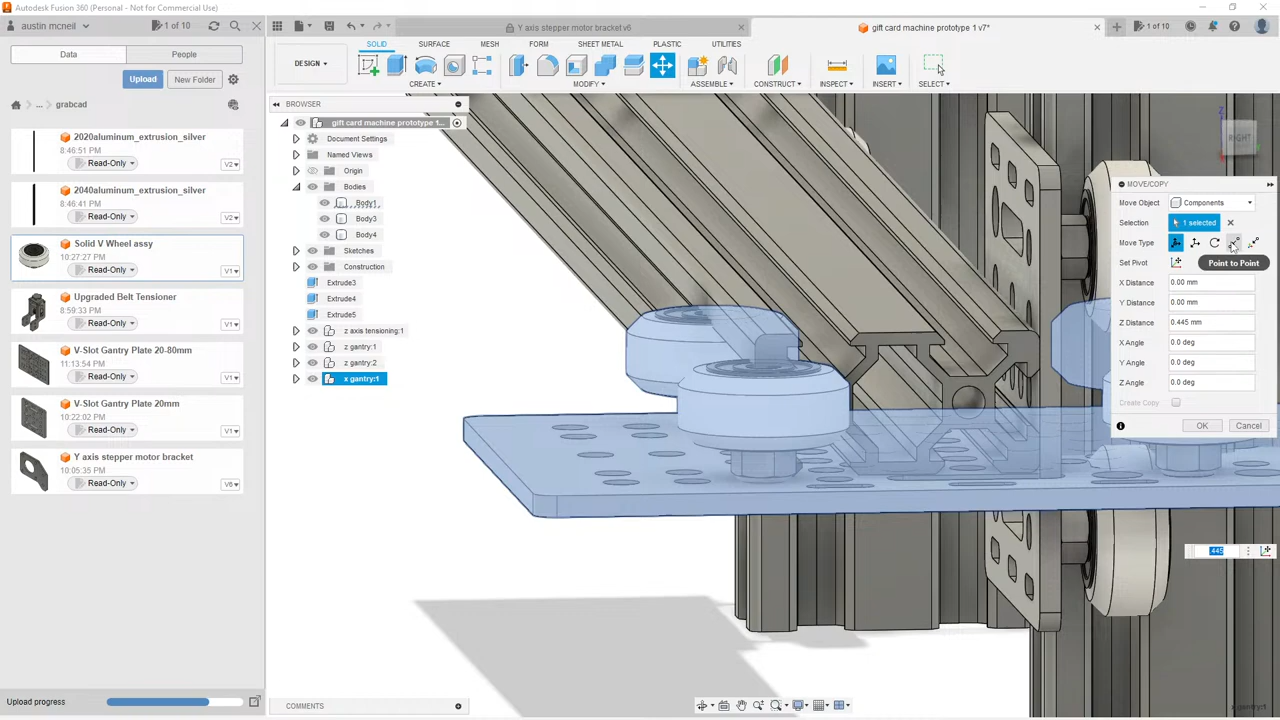 Autodesk Fusion 360 (Personal - Not for Commercial Use)
austin mcneil
1 of 10
Y axis stepper motor bracket v6
gift card machine prototype 1 v7*
1 of 10
Data
People
DESIGN
SOLID
SURFACE
MESH
FORM
SHEET METAL
PLASTIC
UTILITIES
Upload
New Folder
CREATE
MODIFY
ASSEMBLE
CONSTRUCT
INSPECT
INSERT
SELECT
...
grabcad
BROWSER
2020aluminum_extrusion_silver
8:46:51 PM
Read-Only
V2
2040aluminum_extrusion_silver
8:46:41 PM
Read-Only
V2
Solid V Wheel assy
10:27:27 PM
Read-Only
V1
Upgraded Belt Tensioner
8:59:33 PM
Read-Only
V1
V-Slot Gantry Plate 20-80mm
11:13:54 PM
Read-Only
V1
V-Slot Gantry Plate 20mm
10:22:02 PM
Read-Only
V1
Y axis stepper motor bracket
10:05:35 PM
Read-Only
V6
Upload progress
gift card machine prototype 1...
Document Settings
Named Views
Origin
Bodies
Body1
Body3
Body4
Sketches
Construction
Extrude3
Extrude4
Extrude5
z axis tensioning:1
z gantry:1
z gantry:2
x gantry:1
COMMENTS
Z
RIGHT
MOVE/COPY
Move Object
Components
Selection
1 selected
Move Type
Set Pivot
Point to Point
X Distance
0.00 mm
Y Distance
0.00 mm
Z Distance
0.445 mm
X Angle
0.0 deg
Y Angle
0.0 deg
Z Angle
0.0 deg
Create Copy
OK
Cancel
.445
x gantry:1